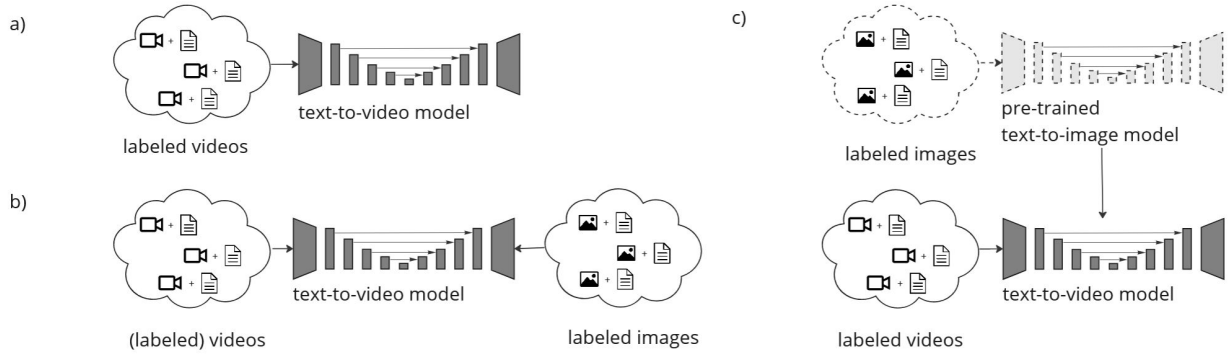 a)
+
+
+
text-to-video model
labeled videos
b)
+
+
+
text-to-video model
(labeled) videos
+
+
+
labeled images
c)
+
+
+
pre-trained
text-to-image model
labeled images
+
+
+
text-to-video model
labeled videos